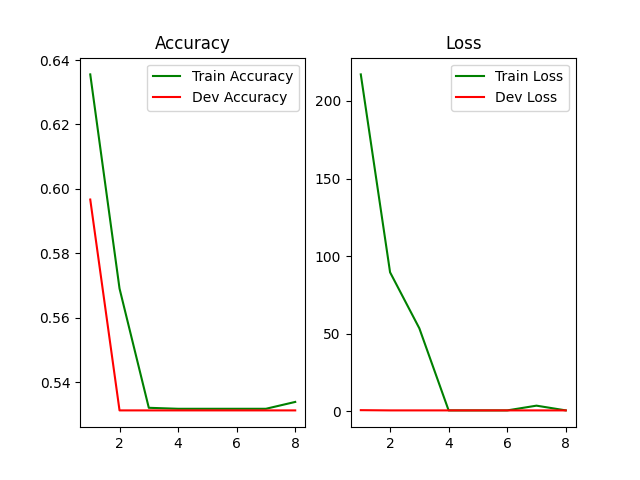 Accuracy
0.64
0.62
0.60
0.58
0.56
0.54
2 4 6 8
Train Accuracy
Dev Accuracy
Loss
200
150
100
50
0
2 4 6 8
Train Loss
Dev Loss